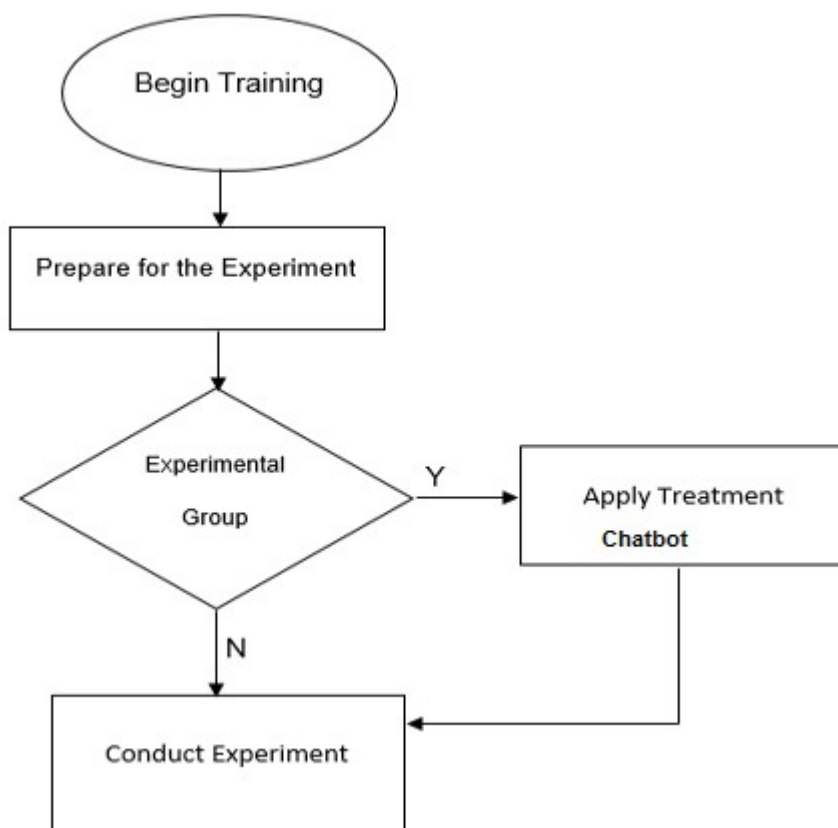 Begin Training
Prepare for the Experiment
Experimental
Group
Y
Apply Treatment
Chatbot
N
Conduct Experiment